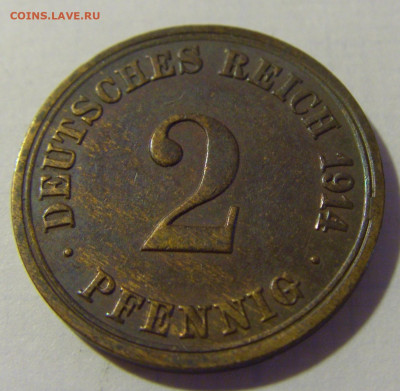 COINS.LAVE.RU
DEUTSCHES REICH 1914
2
· PFENNIG ·